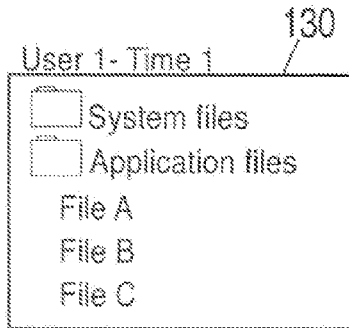 130
User 1- Time 1
System files
Application files
File A
File B
File C